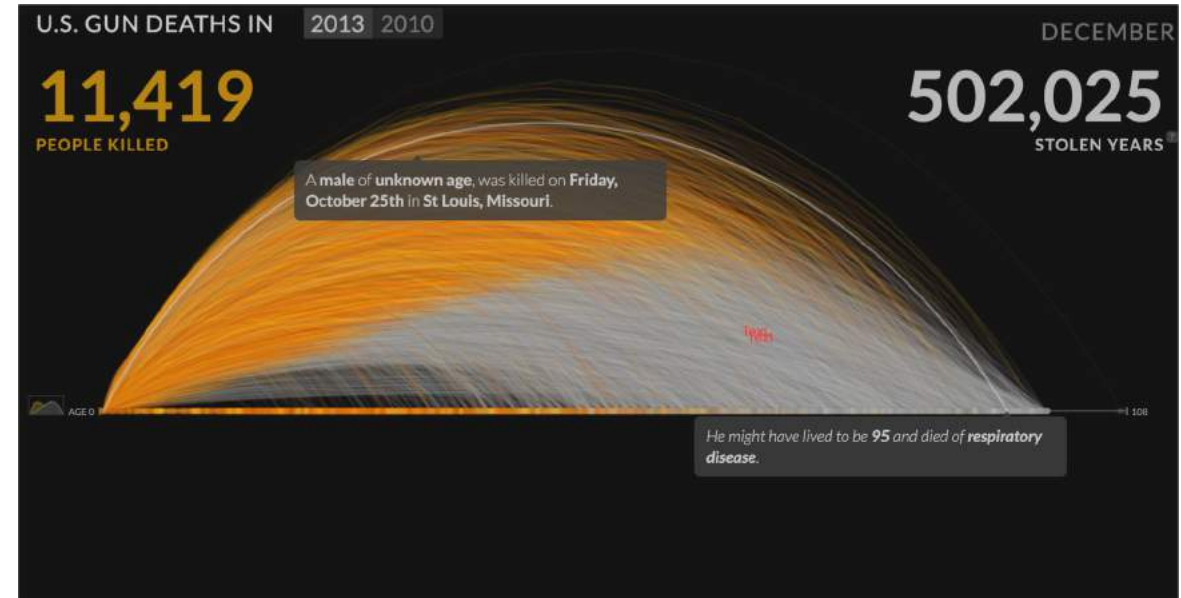 U.S. GUN DEATHS IN 2013 2010
DECEMBER
11,419
PEOPLE KILLED
502,025
STOLEN YEARS ?
A male of unknown age, was killed on Friday,
October 25th in St Louis, Missouri.
AGE 0
108
He might have lived to be 95 and died of respiratory
disease.